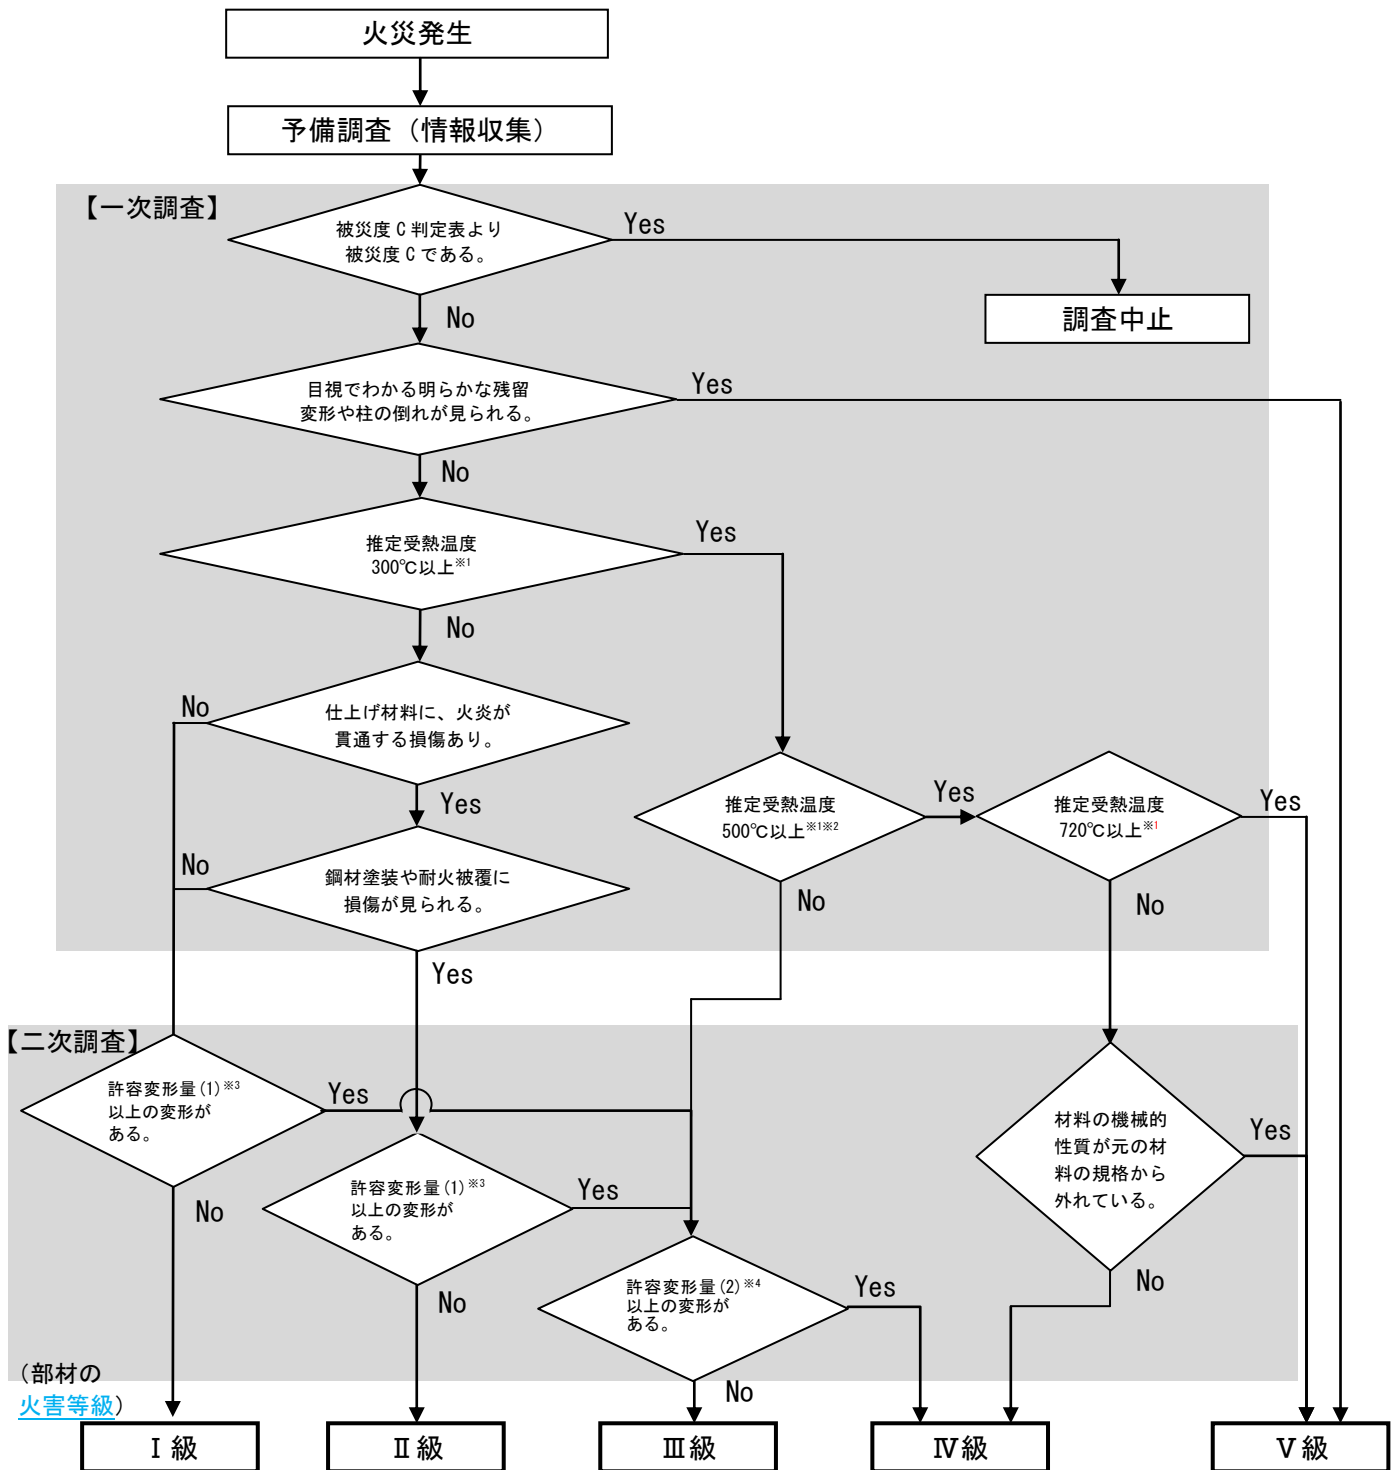 火災発生
予備調査（情報収集）
【一次調査】
被災度 C 判定表より
被災度 C である。
Yes
調査中止
No
目視でわかる明らかな残留
変形や柱の倒れが見られる。
Yes
No
推定受熱温度
300℃以上※1
Yes
No
仕上げ材料に、火炎が
貫通する損傷あり。
No
Yes
鋼材塗装や耐火被覆に
損傷が見られる。
No
Yes
推定受熱温度
500℃以上※1※2
Yes
No
推定受熱温度
720℃以上※1
Yes
No
【二次調査】
許容変形量(1)※3
以上の変形が
ある。
Yes
No
許容変形量(1)※3
以上の変形が
ある。
Yes
No
許容変形量(2)※4
以上の変形が
ある。
Yes
No
材料の機械的
性質が元の材
料の規格から
外れている。
Yes
No
（部材の
火害等級）
Ⅰ級
Ⅱ級
Ⅲ級
Ⅳ級
Ⅴ級